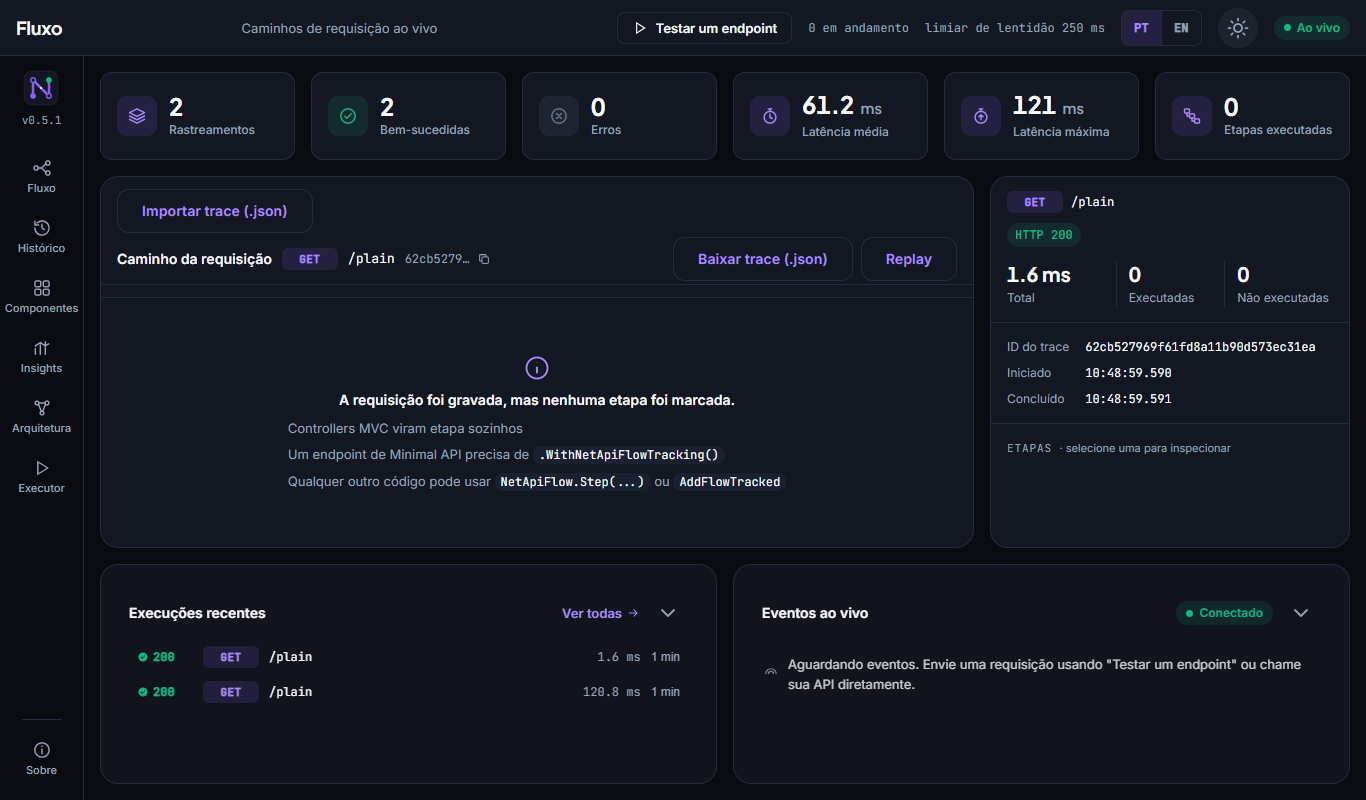 Fluxo
Caminhos de requisição ao vivo
Testar um endpoint
0 em andamento
limiar de lentidão 250 ms
PT
EN
Ao vivo
v0.5.1
Fluxo
Histórico
Componentes
Insights
Arquitetura
Executor
Sobre
2
Rastreamentos
2
Bem-sucedidas
0
Erros
61.2 ms
Latência média
121 ms
Latência máxima
0
Etapas executadas
Importar trace (.json)
Caminho da requisição GET /plain 62cb5279…
Baixar trace (.json)
Replay
A requisição foi gravada, mas nenhuma etapa foi marcada.
Controllers MVC viram etapa sozinhos
Um endpoint de Minimal API precisa de .WithNetApiFlowTracking()
Qualquer outro código pode usar NetApiFlow.Step(...) ou AddFlowTracked
GET /plain
HTTP 200
1.6 ms
Total
0
Executadas
0
Não executadas
ID do trace 62cb527969f61fd8a11b90d573ec31ea
Iniciado 10:48:59.590
Concluído 10:48:59.591
ETAPAS · selecione uma para inspecionar
Execuções recentes
Ver todas →
200 GET /plain 1.6 ms 1 min
200 GET /plain 120.8 ms 1 min
Eventos ao vivo
Conectado
Aguardando eventos. Envie uma requisição usando "Testar um endpoint" ou chame
sua API diretamente.